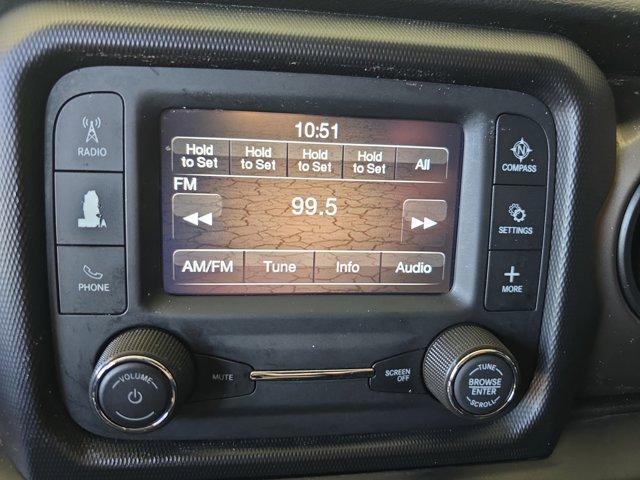 10:51
Hold to Set
Hold to Set
Hold to Set
Hold to Set
All
FM
99.5
AM/FM Tune Info Audio
RADIO
PHONE
N
COMPASS
SETTINGS
+
MORE
VOLUME
MUTE
SCREEN
OFF
TUNE
BROWSE
ENTER
SCROLL